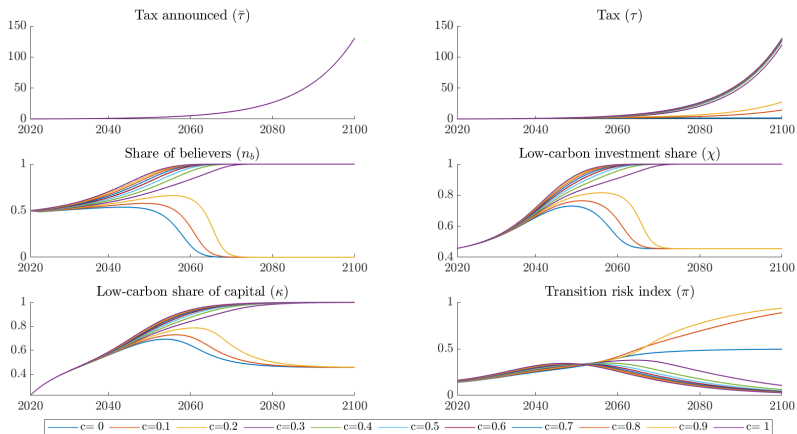 Tax announced (τ̄)
150
100
50
0
2020 2040 2060 2080 2100
Tax (τ)
150
100
50
0
2020 2040 2060 2080 2100
Share of believers (n_b)
1
0.5
0
2020 2040 2060 2080 2100
Low-carbon investment share (χ)
1
0.8
0.6
0.4
2020 2040 2060 2080 2100
Low-carbon share of capital (κ)
1
0.8
0.6
0.4
2020 2040 2060 2080 2100
Transition risk index (π)
1
0.5
0
2020 2040 2060 2080 2100
c= 0 c=0.1 c=0.2 c=0.3 c=0.4 c=0.5 c=0.6 c=0.7 c=0.8 c=0.9 c= 1